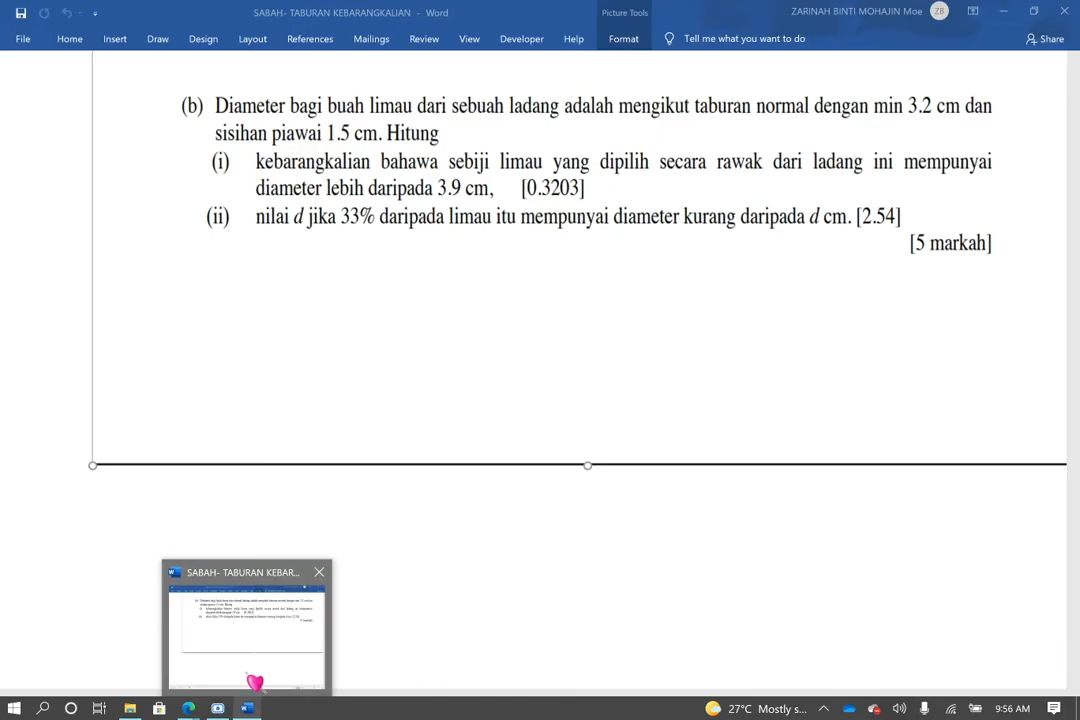 SABAH- TABURAN KEBARANGKALIAN - Word
Picture Tools
ZARINAH BINTI MOHAJIN Moe
ZB
File Home Insert Draw Design Layout References Mailings Review View Developer Help Format Tell me what you want to do Share
(b) Diameter bagi buah limau dari sebuah ladang adalah mengikut taburan normal dengan min 3.2 cm dan
sisihan piawai 1.5 cm. Hitung
(i) kebarangkalian bahawa sebiji limau yang dipilih secara rawak dari ladang ini mempunyai
diameter lebih daripada 3.9 cm, [0.3203]
(ii) nilai d jika 33% daripada limau itu mempunyai diameter kurang daripada d cm. [2.54]
[5 markah]
SABAH- TABURAN KEBAR...
27°C Mostly s...
9:56 AM